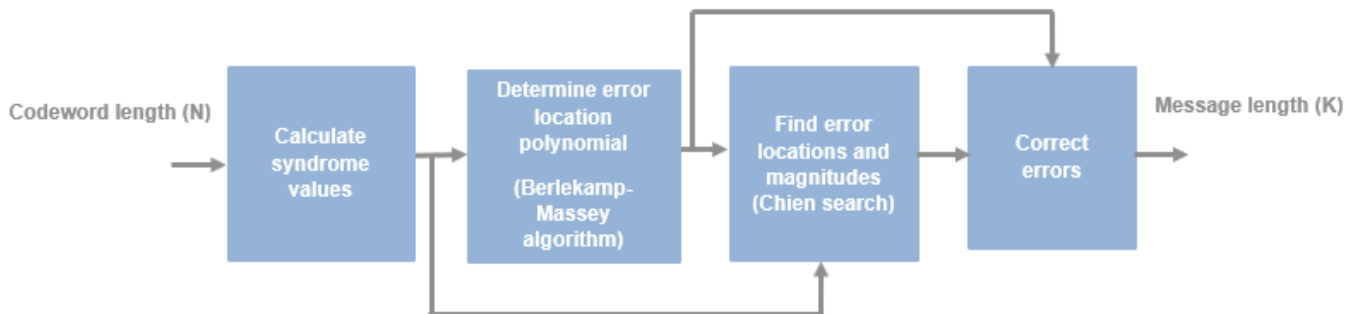 Codeword length (N)
Calculate
syndrome
values
Determine error
location
polynomial
(Berlekamp-
Massey
algorithm)
Find error
locations and
magnitudes
(Chien search)
Correct
errors
Message length (K)